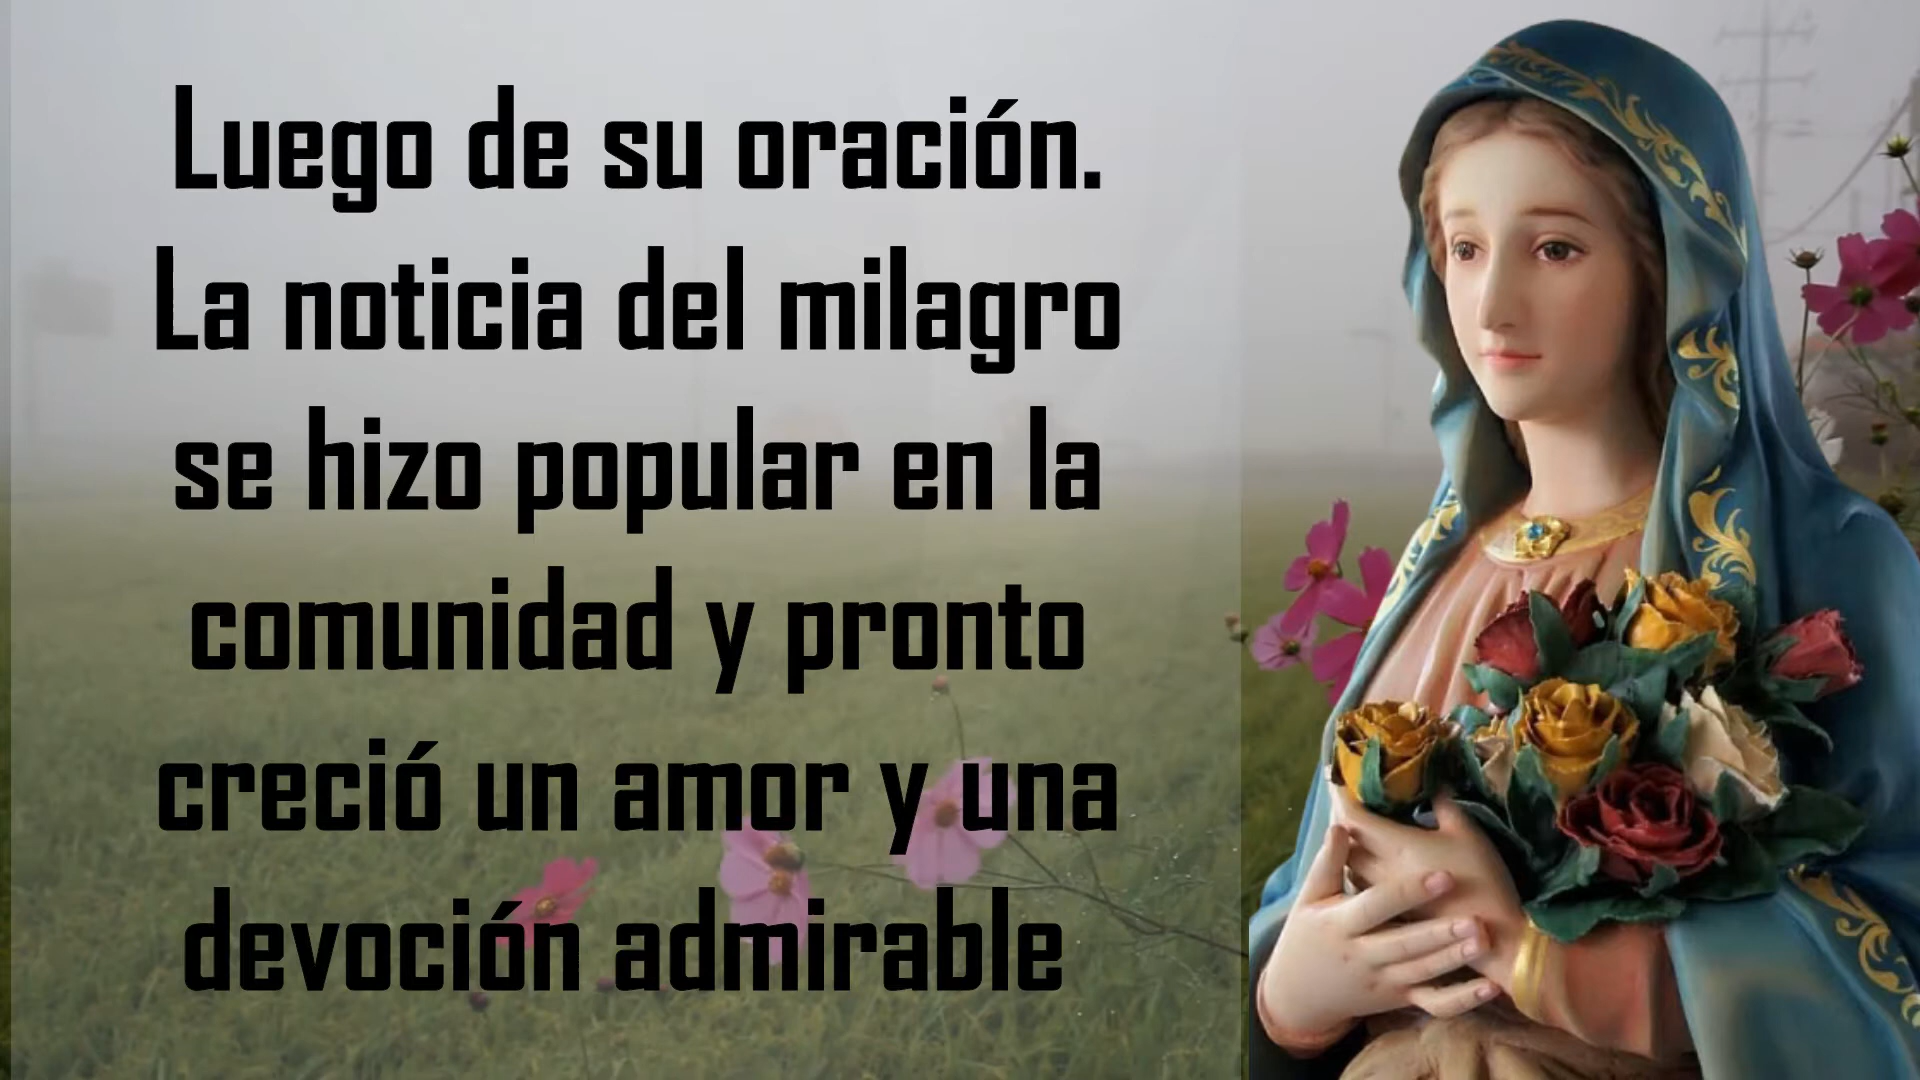 Luego de su oración.
La noticia del milagro
se hizo popular en la
comunidad y pronto
creció un amor y una
devoción admirable